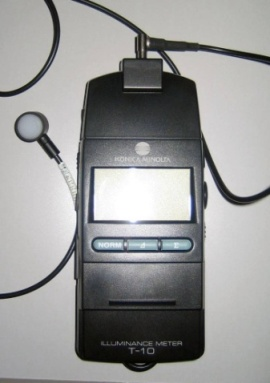 KONICA MINOLTA
NORM
ILLUMINANCE METER
T-10